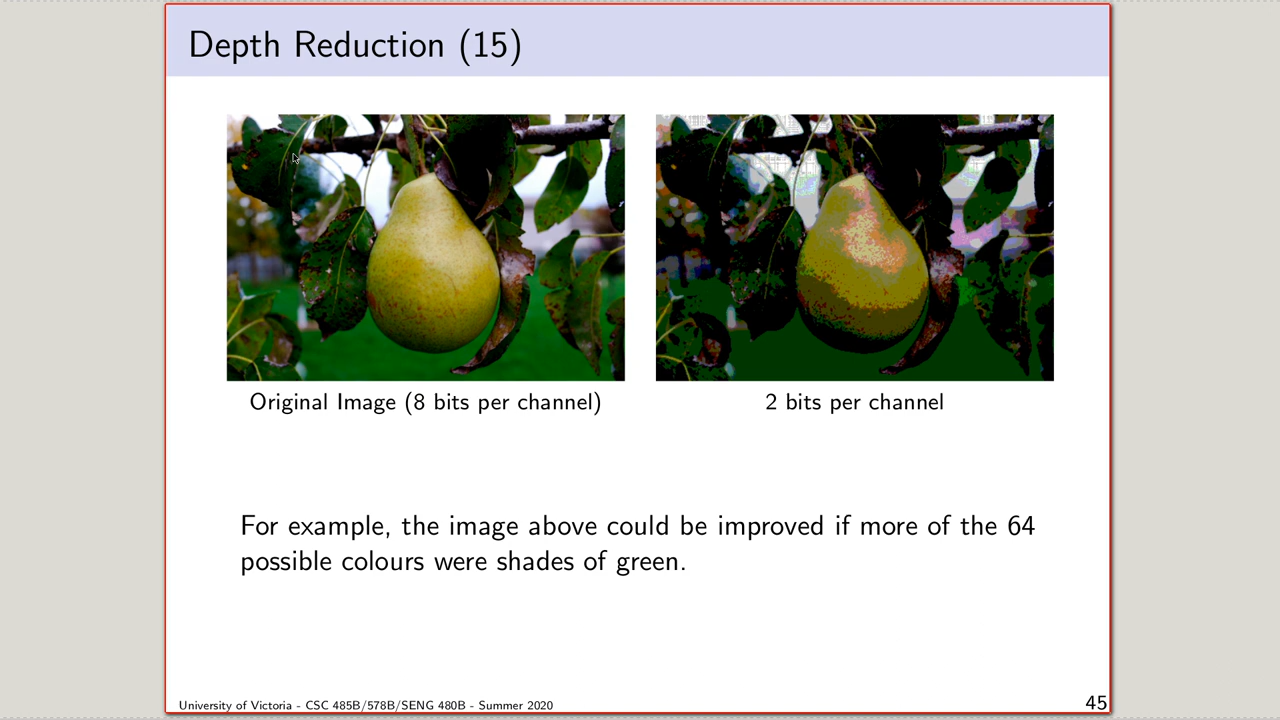 Depth Reduction (15)
Original Image (8 bits per channel)
2 bits per channel
For example, the image above could be improved if more of the 64
possible colours were shades of green.
University of Victoria - CSC 485B/578B/SENG 480B - Summer 2020
45